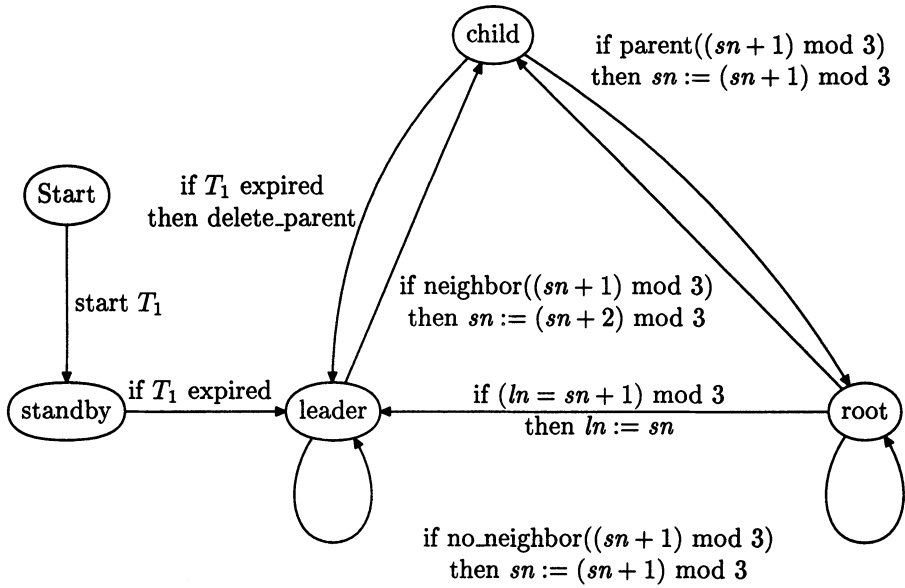 child
if parent((sn + 1) mod 3)
then sn := (sn + 1) mod 3
Start
if T₁ expired
then delete_parent
start T₁
if neighbor((sn + 1) mod 3)
then sn := (sn + 2) mod 3
standby
if T₁ expired
leader
if (ln = sn + 1) mod 3
then ln := sn
root
if no_neighbor((sn + 1) mod 3)
then sn := (sn + 1) mod 3